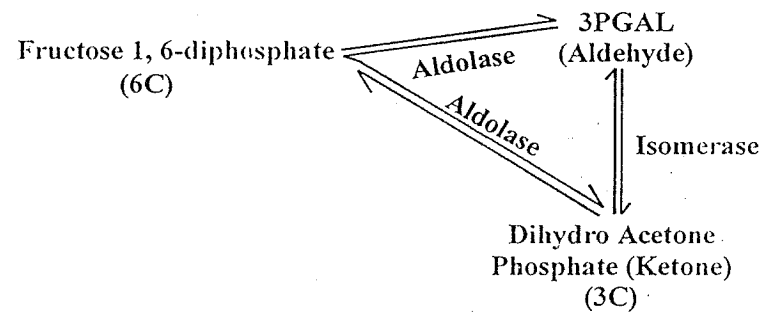 3PGAL
Fructose 1, 6-diphosphate
(Aldehyde)
Aldolase
(6C)
Aldolase
Isomerase
Dihydro Acetone
Phosphate (Ketone)
(3C)